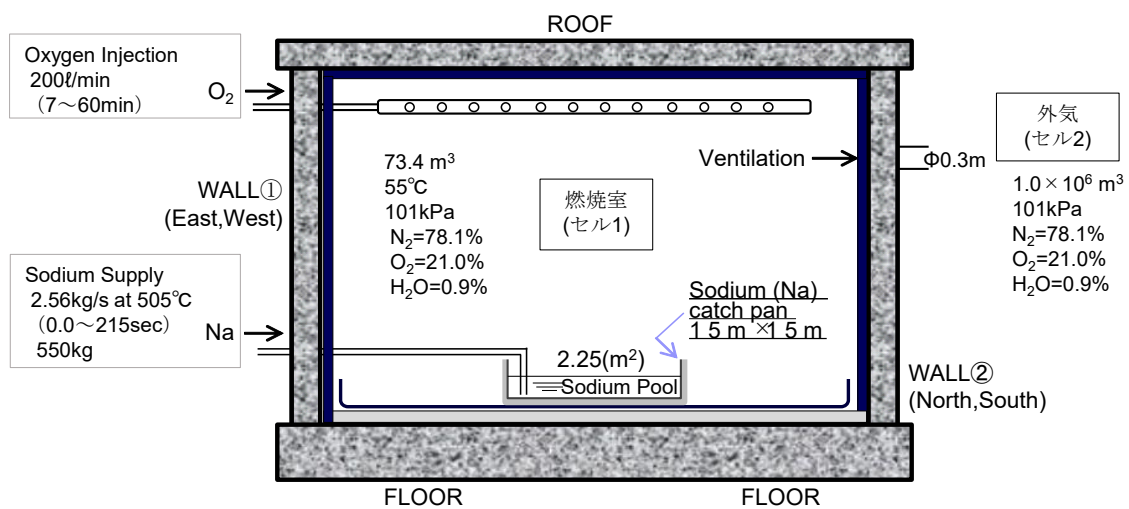 ROOF
Oxygen Injection
200ℓ/min
（7～60min）
O₂
WALL①
(East,West)
Sodium Supply
2.56kg/s at 505℃
（0.0～215sec）
550kg
Na
73.4 m³
55℃
101kPa
N₂=78.1%
O₂=21.0%
H₂O=0.9%
燃焼室
(セル1)
Ventilation
Φ0.3m
外気
(セル2)
1.0×10⁶ m³
101kPa
N₂=78.1%
O₂=21.0%
H₂O=0.9%
Sodium (Na)
catch pan
1 5 m ×1 5 m
2.25(m²)
Sodium Pool
WALL②
(North,South)
FLOOR
FLOOR